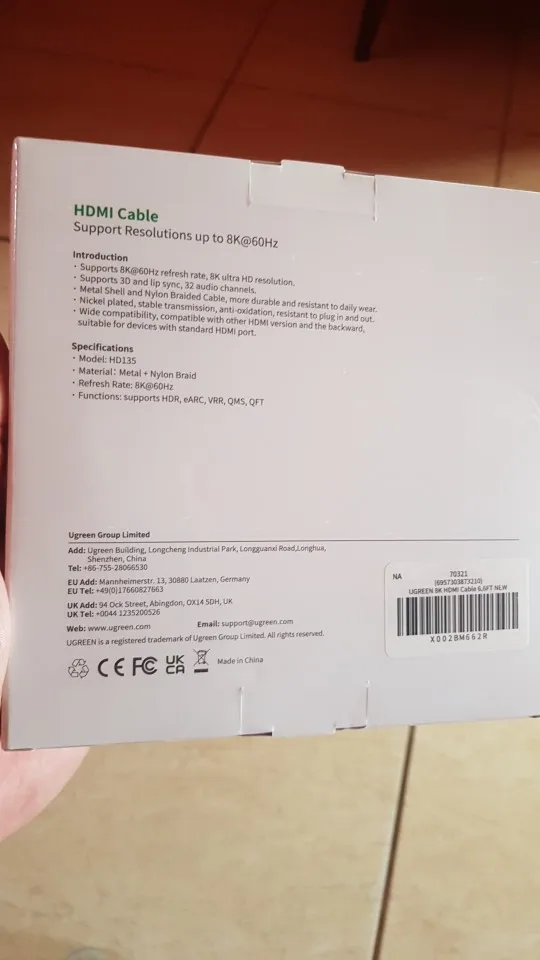 HDMI Cable
Support Resolutions up to 8K@60Hz
Introduction
· Supports 8K@60Hz refresh rate, 8K ultra HD resolution.
· Supports 3D and lip sync, 32 audio channels.
· Metal Shell and Nylon Braided Cable, more durable and resistant to daily wear.
· Nickel plated, stable transmission, anti-oxidation, resistant to plug in and out.
· Wide compatibility, compatible with other HDMI version and the backward,
suitable for devices with standard HDMI port.
Specifications
· Model: HD135
· Material: Metal + Nylon Braid
· Refresh Rate: 8K@60Hz
· Functions: supports HDR, eARC, VRR, QMS, QFT
Ugreen Group Limited
Add: Ugreen Building, Longcheng Industrial Park, Longguanxi Road,Longhua,
Shenzhen, China
Tel: +86-755-28066530
EU Add: Mannheimerstr. 13, 30880 Laatzen, Germany
EU Tel: +49(0)17660827663
UK Add: 94 Ock Street, Abingdon, OX14 5DH, UK
UK Tel: +0044 1235200526
Web: www.ugreen.com Email: support@ugreen.com
UGREEN is a registered trademark of Ugreen Group Limited. All rights reserved.
CE FC UK CA Made in China
NA 70321
(6957303873210)
UGREEN 8K HDMI Cable 6.6FT NLW
X002BM662R